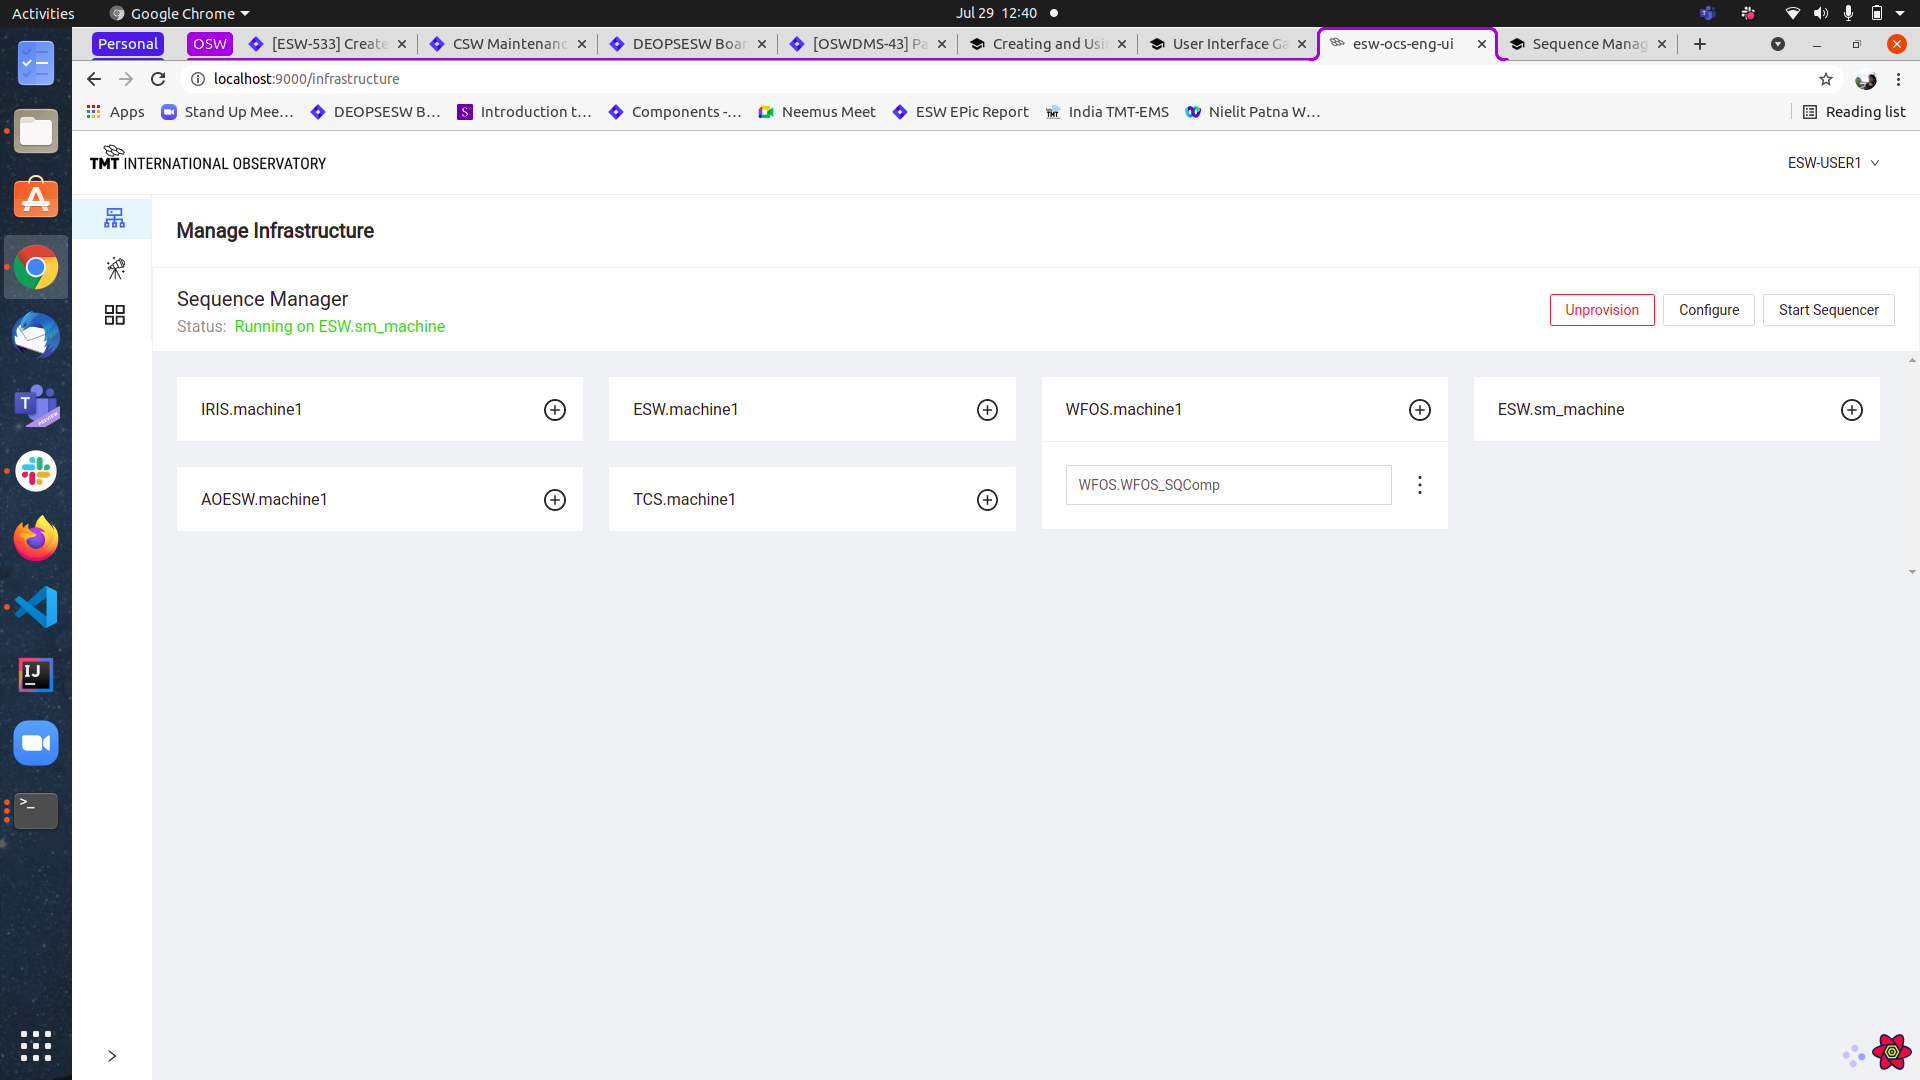 Activities
Google Chrome
Jul 29 12:40
Personal
OSW
[ESW-533] Create
CSW Maintenanc
DEOPSESW Boar
[OSWDMS-43] Pa
Creating and Usi
User Interface Ga
esw-ocs-eng-ui
Sequence Manag
localhost:9000/infrastructure
Apps
Stand Up Mee…
DEOPSESW B…
Introduction t…
Components -…
Neemus Meet
ESW EPic Report
India TMT-EMS
Nielit Patna W…
Reading list
TMT INTERNATIONAL OBSERVATORY
ESW-USER1
Manage Infrastructure
Sequence Manager
Status: Running on ESW.sm_machine
Unprovision
Configure
Start Sequencer
IRIS.machine1
ESW.machine1
WFOS.machine1
ESW.sm_machine
WFOS.WFOS_SQComp
AOESW.machine1
TCS.machine1